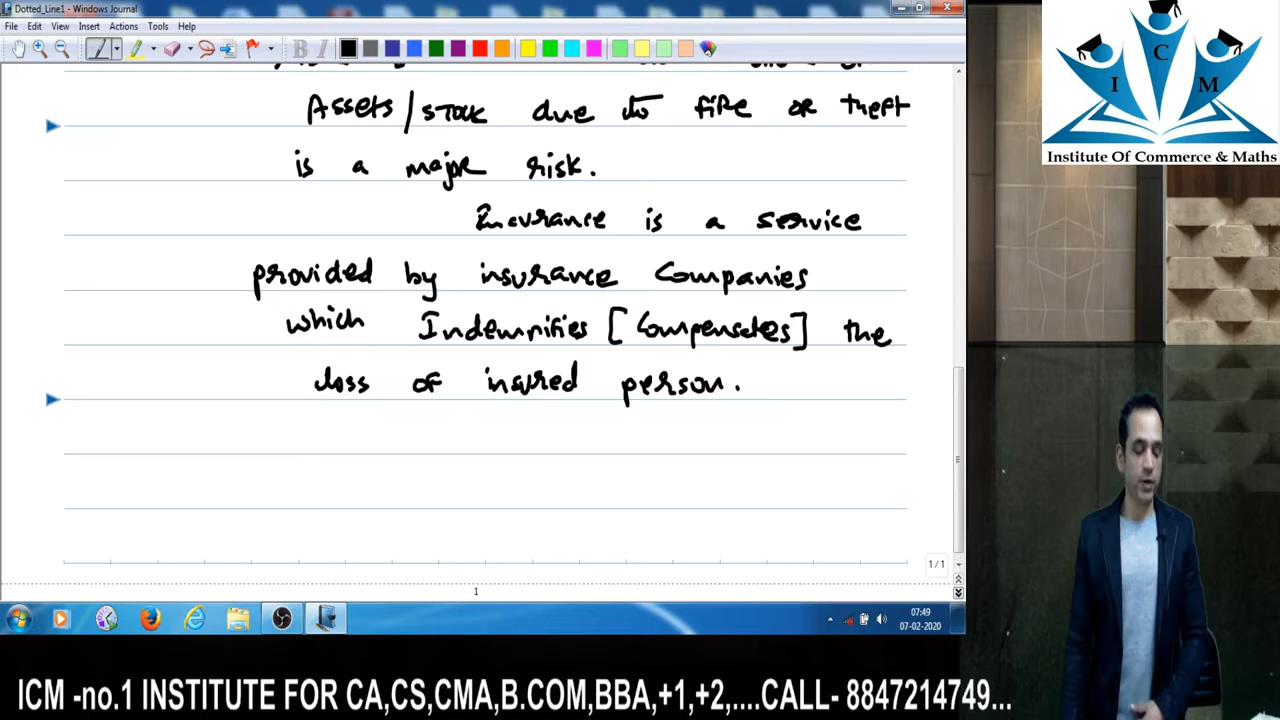 Dotted_Line1 - Windows Journal
File Edit View Insert Actions Tools
Assets/stock due to fire or theft
is a major risk.
Insurance is a service
provided by insurance Companies
which Indemnifies [Compensates] the
loss of insured person.
1/1
1
07:49
07-02-2020
I C M
Institute Of Commerce & Maths
ICM -no.1 INSTITUTE FOR CA,CS,CMA,B.COM,BBA,+1,+2,....CALL- 8847214749...